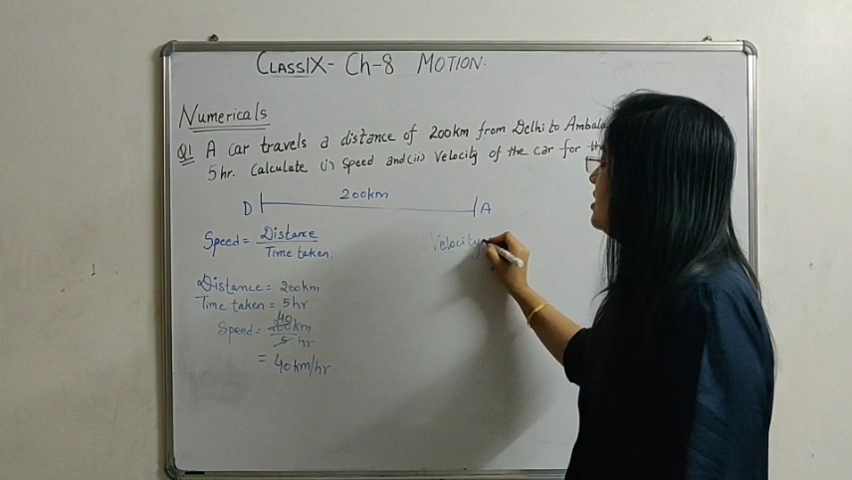 CLASSIX- Ch-8 MOTION.
Numericals
Q1 A car travels a distance of 200km from Delhi to Ambala
5hr. Calculate (i) Speed and (ii) Velocity of the car for
200km
D A
Speed = Distance / Time taken. Velocity
Distance = 200km
Time taken = 5hr
40
Speed = 200km / 5 hr
= 40km/hr